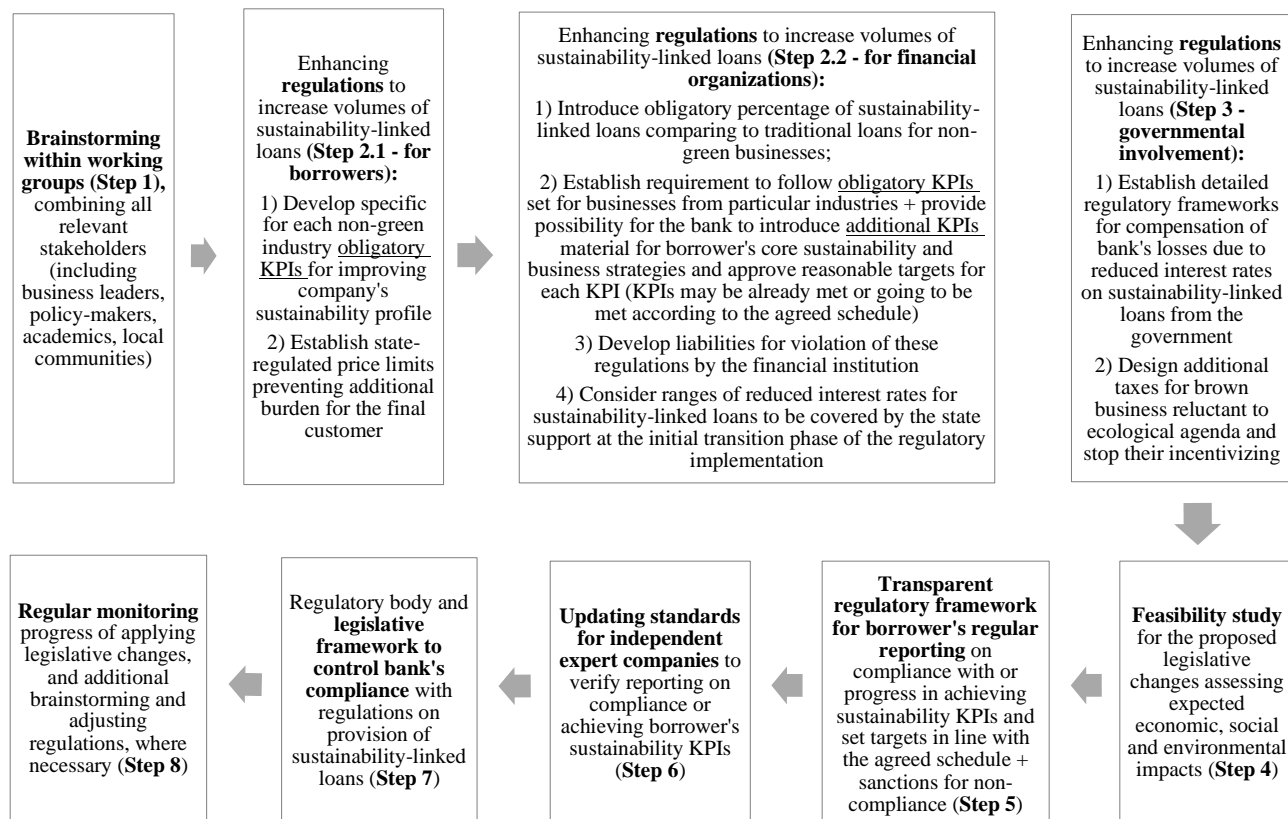 Brainstorming
within working
groups (Step 1),
combining all
relevant
stakeholders
(including
business leaders,
policy-makers,
academics, local
communities)
Enhancing
regulations to
increase volumes of
sustainability-linked
loans (Step 2.1 - for
borrowers):
1) Develop specific
for each non-green
industry obligatory
KPIs for improving
company's
sustainability profile
2) Establish state-
regulated price limits
preventing additional
burden for the final
customer
Enhancing regulations to increase volumes of
sustainability-linked loans (Step 2.2 - for financial
organizations):
1) Introduce obligatory percentage of sustainability-
linked loans comparing to traditional loans for non-
green businesses;
2) Establish requirement to follow obligatory KPIs
set for businesses from particular industries + provide
possibility for the bank to introduce additional KPIs
material for borrower's core sustainability and
business strategies and approve reasonable targets for
each KPI (KPIs may be already met or going to be
met according to the agreed schedule)
3) Develop liabilities for violation of these
regulations by the financial institution
4) Consider ranges of reduced interest rates for
sustainability-linked loans to be covered by the state
support at the initial transition phase of the regulatory
implementation
Enhancing regulations
to increase volumes of
sustainability-linked
loans (Step 3 -
governmental
involvement):
1) Establish detailed
regulatory frameworks
for compensation of
bank's losses due to
reduced interest rates
on sustainability-linked
loans from the
government
2) Design additional
taxes for brown
business reluctant to
ecological agenda and
stop their incentivizing
Feasibility study
for the proposed
legislative
changes assessing
expected
economic, social
and environmental
impacts (Step 4)
Transparent
regulatory framework
for borrower's regular
reporting on
compliance with or
progress in achieving
sustainability KPIs and
set targets in line with
the agreed schedule +
sanctions for non-
compliance (Step 5)
Updating standards
for independent
expert companies to
verify reporting on
compliance or
achieving borrower's
sustainability KPIs
(Step 6)
Regulatory body and
legislative
framework to
control bank's
compliance with
regulations on
provision of
sustainability-linked
loans (Step 7)
Regular monitoring
progress of applying
legislative changes,
and additional
brainstorming and
adjusting
regulations, where
necessary (Step 8)